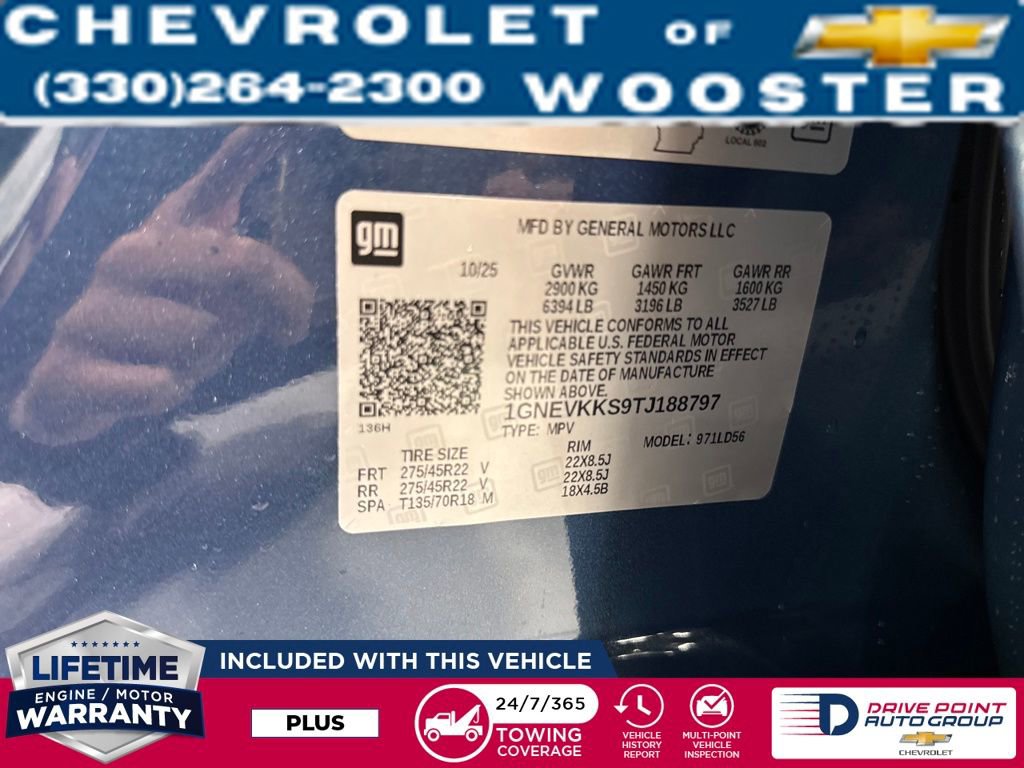 CHEVROLET OF
(330)264-2300 WOOSTER
LOCAL 602
gm
MFD BY GENERAL MOTORS LLC
10/25 GVWR GAWR FRT GAWR RR
2900 KG 1450 KG 1600 KG
6394 LB 3196 LB 3527 LB
THIS VEHICLE CONFORMS TO ALL
APPLICABLE U.S. FEDERAL MOTOR
VEHICLE SAFETY STANDARDS IN EFFECT
ON THE DATE OF MANUFACTURE
SHOWN ABOVE.
1GNEVKKS9TJ188797
136H
TYPE: MPV MODEL: 971LD56
TIRE SIZE RIM
FRT 275/45R22 V 22X8.5J
RR 275/45R22 V 22X8.5J
SPA T135/70R18 M 18X4.5B
LIFETIME
ENGINE / MOTOR
WARRANTY
INCLUDED WITH THIS VEHICLE
PLUS
24/7/365
TOWING
COVERAGE
VEHICLE
HISTORY
REPORT
MULTI-POINT
VEHICLE
INSPECTION
DRIVE POINT
AUTO GROUP
CHEVROLET